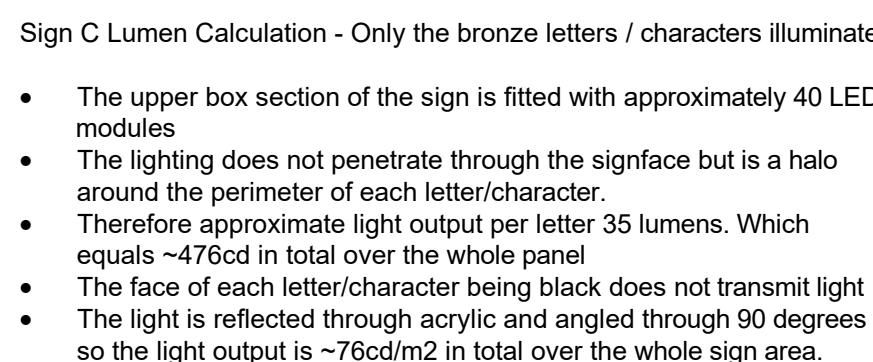 Sign C Lumen Calculation - Only the bronze letters / characters illuminate
• The upper box section of the sign is fitted with approximately 40 LED
modules
• The lighting does not penetrate through the signface but is a halo
around the perimeter of each letter/character.
• Therefore approximate light output per letter 35 lumens. Which
equals ~476cd in total over the whole panel
• The face of each letter/character being black does not transmit light
• The light is reflected through acrylic and angled through 90 degrees
so the light output is ~76cd/m2 in total over the whole sign area.